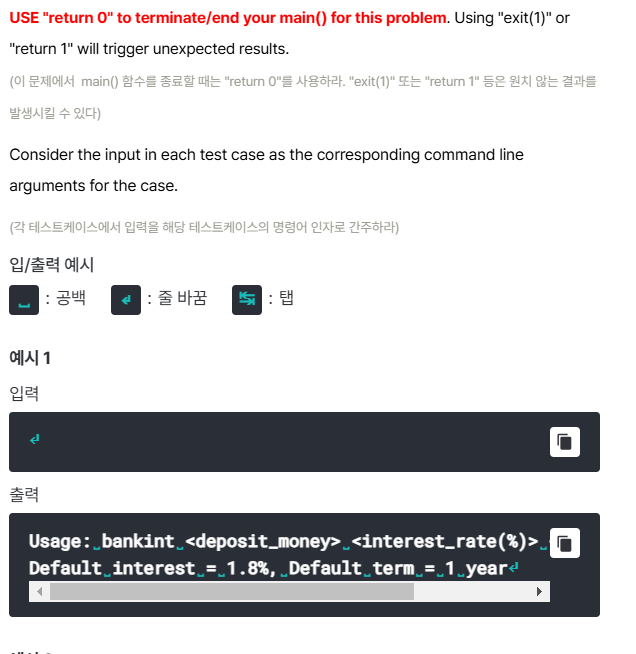 USE "return 0" to terminate/end your main() for this problem. Using "exit(1)" or
"return 1" will trigger unexpected results.
(이 문제에서 main() 함수를 종료할 때는 "return 0"를 사용하라. "exit(1)" 또는 "return 1" 등은 원치 않는 결과를
발생시킬 수 있다)
Consider the input in each test case as the corresponding command line
arguments for the case.
(각 테스트케이스에서 입력을 해당 테스트케이스의 명령어 인자로 간주하라)
입/출력 예시
␣ : 공백 ↲ : 줄 바꿈 ↹ : 탭
예시 1
입력
↲
출력
Usage:␣bankint␣<deposit_money>␣<interest_rate(%)>␣
Default␣interest␣=␣1.8%,␣Default␣term␣=␣1␣year↲